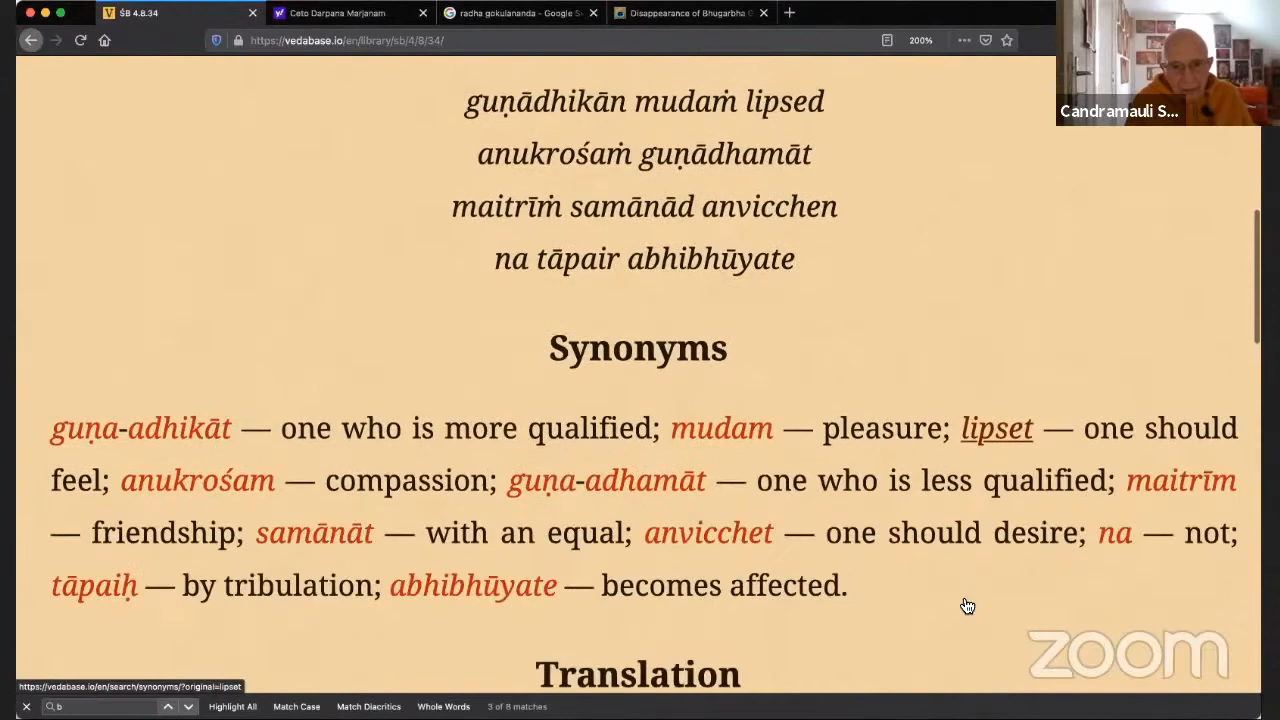 ŚB 4.8.34
Ceto Darpana Marjanam
radha gokulananda - Google S
Disappearance of Bhugarbha G
https://vedabase.io/en/library/sb/4/8/34/
200%
Candramauli S...
guṇādhikān mudaṁ lipsed
anukrośaṁ guṇādhamāt
maitrīṁ samānād anvicchen
na tāpair abhibhūyate
Synonyms
guṇa-adhikāt — one who is more qualified; mudam — pleasure; lipset — one should
feel; anukrośam — compassion; guṇa-adhamāt — one who is less qualified; maitrīm
— friendship; samānāt — with an equal; anvicchet — one should desire; na — not;
tāpaiḥ — by tribulation; abhibhūyate — becomes affected.
zoom
Translation
https://vedabase.io/en/search/synonyms/?original=lipset
b
Highlight All Match Case Match Diacritics Whole Words 3 of 8 matches